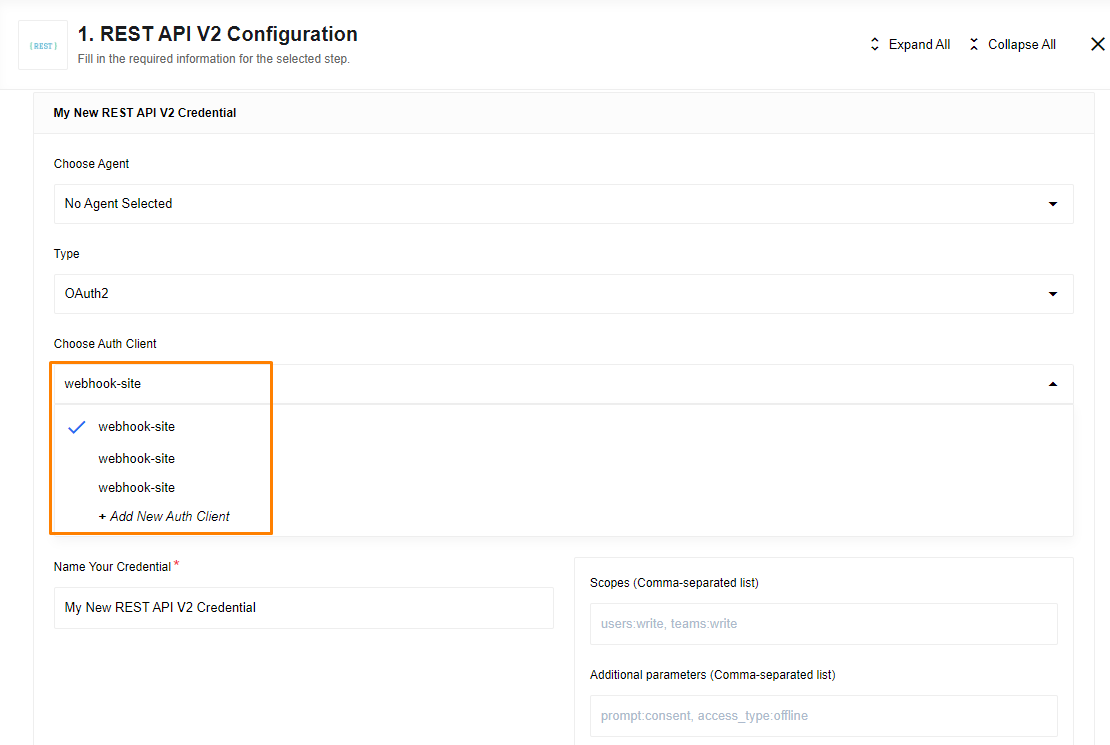 { REST }
1. REST API V2 Configuration
Fill in the required information for the selected step.
Expand All
Collapse All
My New REST API V2 Credential
Choose Agent
No Agent Selected
Type
OAuth2
Choose Auth Client
webhook-site
webhook-site
webhook-site
webhook-site
+ Add New Auth Client
Name Your Credential *
My New REST API V2 Credential
Scopes (Comma-separated list)
users:write, teams:write
Additional parameters (Comma-separated list)
prompt:consent, access_type:offline